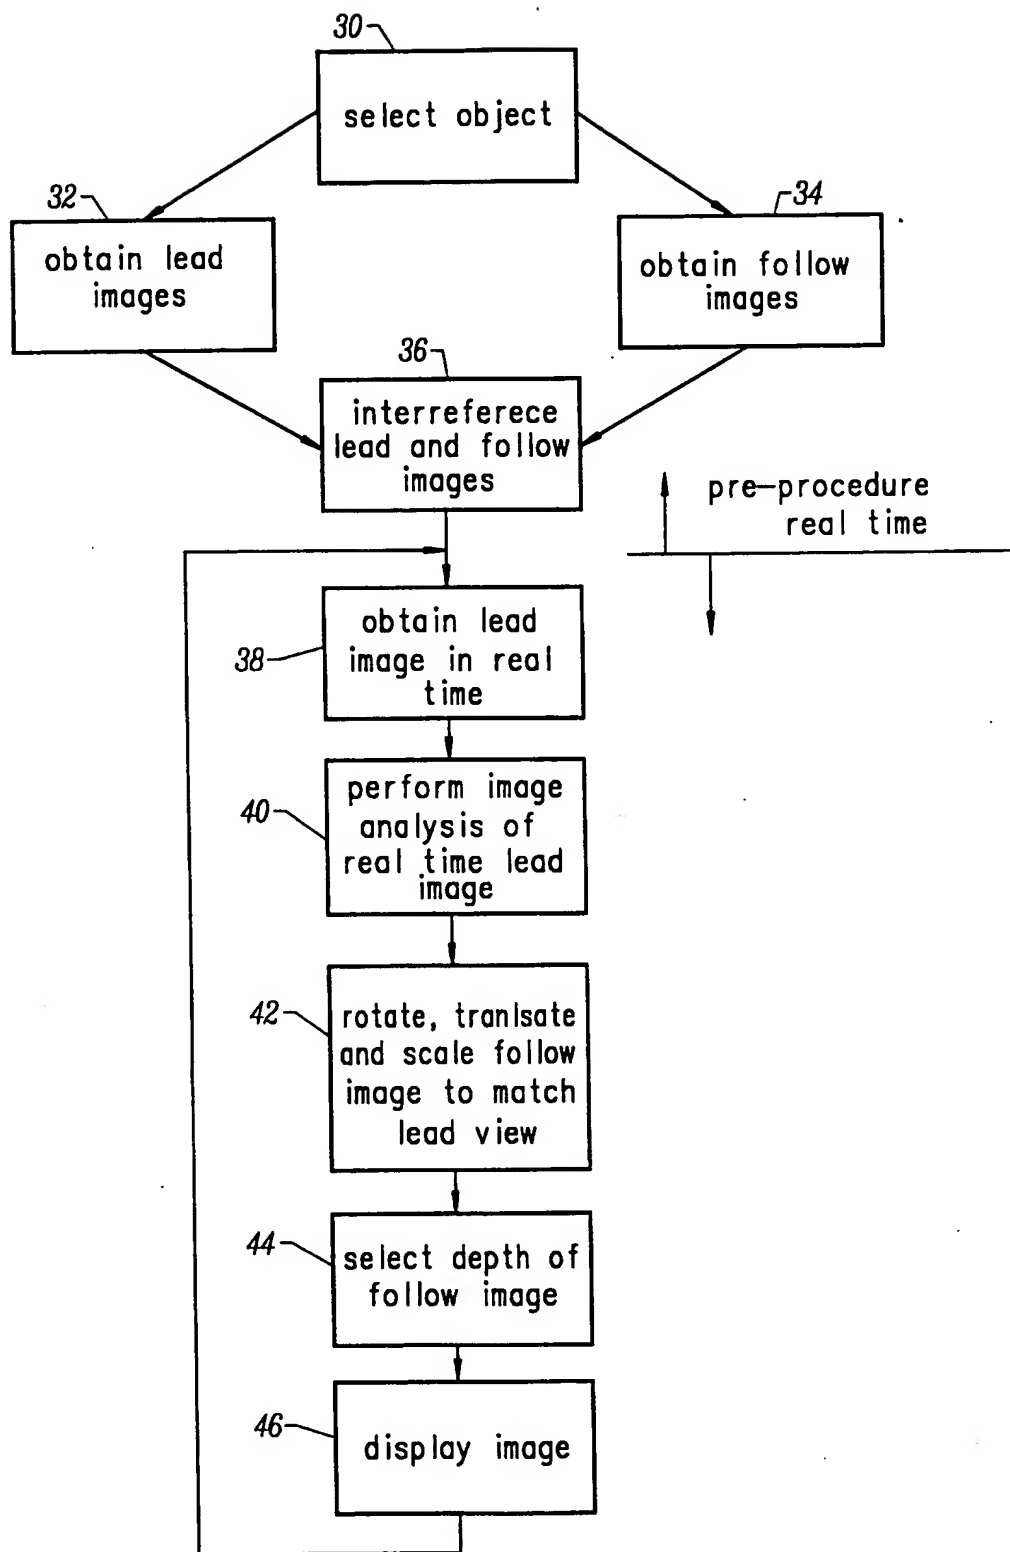 30
select object
32
obtain lead
images
34
obtain follow
images
36
interreferece
lead and follow
images
pre-procedure
real time
38
obtain lead
image in real
time
40
perform image
analysis of
real time lead
image
42
rotate, tranlsate
and scale follow
image to match
lead view
44
select depth of
follow image
46
display image